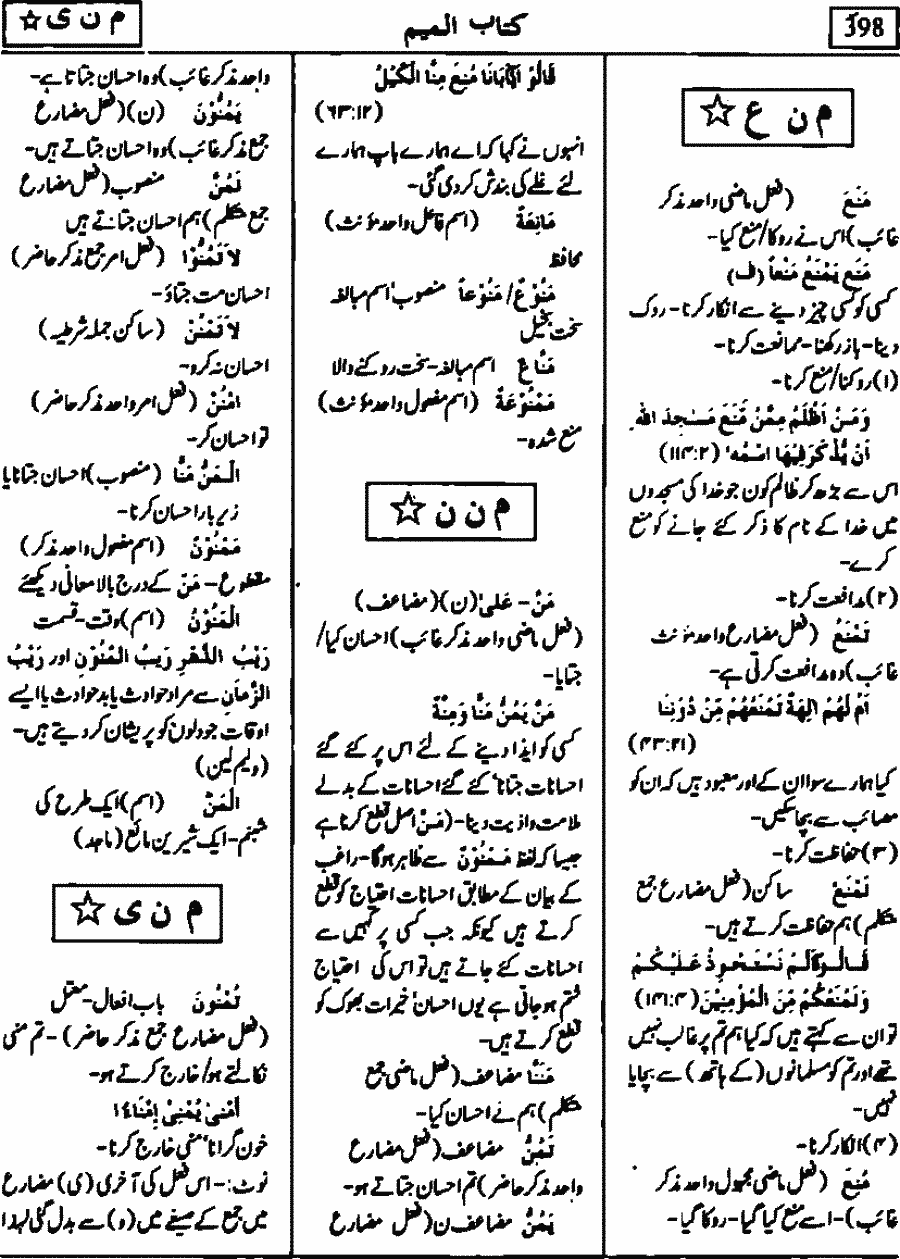 398
کتاب المیم
م ن ی ☆
م ن ع ☆
مَنَعَ (فعل ماضی واحد مذکر
غائب) اس نے روکا/منع کیا-
مَنَعَ يَمْنَعُ مَنْعاً (ف)
کسی کو کسی چیز دینے سے انکار کرنا- روک
دینا- باز رکھنا- ممانعت کرنا-
(۱) روکنا/منع کرنا-
وَمَنْ اَظْلَمُ مِمَّنْ مَّنَعَ مَسٰجِدَ اللّٰهِ
اَنْ يُّذْكَرَ فِيْهَا اسْمُهٗ (۱۱۴:۲)
اس سے بڑھ کر ظالم کون جو خدا کی مسجدوں
میں خدا کے نام کا ذکر کئے جانے کو منع
کرے-
(۲) مدافعت کرنا-
تَمْنَعُ (فعل مضارع واحد مؤنث
غائب) وہ مدافعت کرتی ہے-
اَمْ لَهُمْ اٰلِهَةٌ تَمْنَعُهُمْ مِّنْ دُوْنِنَا
(۴۳:۲۱)
کیا ہمارے سوا ان کے اور معبود ہیں کہ ان کو
مصائب سے بچا سکیں-
(۳) حفاظت کرنا-
نَمْنَعْ ساکن (فعل مضارع جمع
متکلم) ہم حفاظت کرتے ہیں-
قَالُوْٓا اَلَمْ نَسْتَحْوِذْ عَلَيْكُمْ
وَنَمْنَعْكُمْ مِّنَ الْمُؤْمِنِيْنَ (۱۴۱:۴)
تو ان سے کہتے ہیں کہ کیا ہم تم پر غالب نہیں
تھے اور تم کو مسلمانوں (کے ہاتھ) سے بچایا
نہیں-
(۴) انکار کرنا-
مُنِعَ (فعل ماضی مجہول واحد مذکر
غائب)- اسے منع کیا گیا- روکا گیا-
قَالُوْا يٰٓاَبَانَا مُنِعَ مِنَّا الْكَيْلُ
(۶۳:۱۲)
انہوں نے کہا کہ اے ہمارے باپ ہمارے
لئے غلے کی بندش کر دی گئی-
مَانِعَةٌ (اسم فاعل واحد مؤنث)
محافظ
مَنُوْعٌ/مَنُوْعاً منصوب' اسم مبالغہ
سخت بخیل
مَنَّاعٍ اسم مبالغہ- سخت روکنے والا
مَمْنُوْعَةٌ (اسم مفعول واحد مؤنث)
منع شدہ-
م ن ن ☆
مَنَّ- عَلٰى (ن) (مضاعف)
(فعل ماضی واحد مذکر غائب) احسان کیا/
جتایا-
مَنَّ يَمُنُّ مَنًّا وَمِنَّةً
کسی کو ایذا دینے کے لئے اس پر کئے گئے
احسانات جتانا' کئے گئے احسانات کے بدلے
ملامت و اذیت دینا- (مَنْ اصل قطع کرنا ہے
جیسا کہ لفظ مَمْنُوْنٌ سے ظاہر ہوگا- راغب
کے بیان کے مطابق احسانات احتیاج کو قطع
کرتے ہیں کیونکہ جب کسی پر کہیں سے
احسانات کئے جاتے ہیں تو اس کی احتیاج
ختم ہو جاتی ہے یوں احسان' خیرات بھوک کو
قطع کرتے ہیں-
مَنَنَّا مضاعف (فعل ماضی جمع
متکلم) ہم نے احسان کیا-
تَمُنُّ مضاعف (فعل مضارع
واحد مذکر حاضر) تم احسان جتاتے ہو-
يَمُنُّ مضاعف ن (فعل مضارع
واحد مذکر غائب) وہ احسان جتاتا ہے-
يَمُنُّوْنَ (ن) (فعل مضارع
جمع مذکر غائب) وہ احسان جتاتے ہیں-
نَمُنَّ منصوب (فعل مضارع
جمع متکلم) ہم احسان جتاتے ہیں
لَاتَمُنُّوْا (فعل امر جمع مذکر حاضر)
احسان مت جتاؤ-
لَاتَمْنُنْ (ساکن جملہ شرطیہ)
احسان نہ کرو-
امْنُنْ (فعل امر واحد مذکر حاضر)
تو احسان کر-
الْمَنُّ مَنًّا (منصوب) احسان جتانا یا
زیر بار احسان کرنا-
مَمْنُوْنٌ (اسم مفعول واحد مذکر)
مقطوع- مَنّ کے درج بالا معانی دیکھئے
الْمَنُوْنُ (اسم) وقت- قسمت
رَيْبُ الدَّهْرِ رَيْبُ الْمَنُوْنِ اور رَيْبُ
الزَّمَانِ سے مراد حوادث یا بد حوادث یا ایسے
اوقات جو دلوں کو پریشان کر دیتے ہیں-
(ولیم لین)
الْمَنَّ (اسم) ایک طرح کی
شبنم- ایک شیریں مائع (ماجد)
م ن ی ☆
تُمْنُوْنَ باب افعال- معتل
(فعل مضارع جمع مذکر حاضر)- تم منی
نکالتے ہو/خارج کرتے ہو-
اَمْنٰى يُمْنِيْ اِمْنَاءً ا
خون گرانا' منی خارج کرنا-
نوٹ:- اس فعل کی آخری (ی) مضارع
میں جمع کے صیغے میں (و) سے بدل گئی لہذا